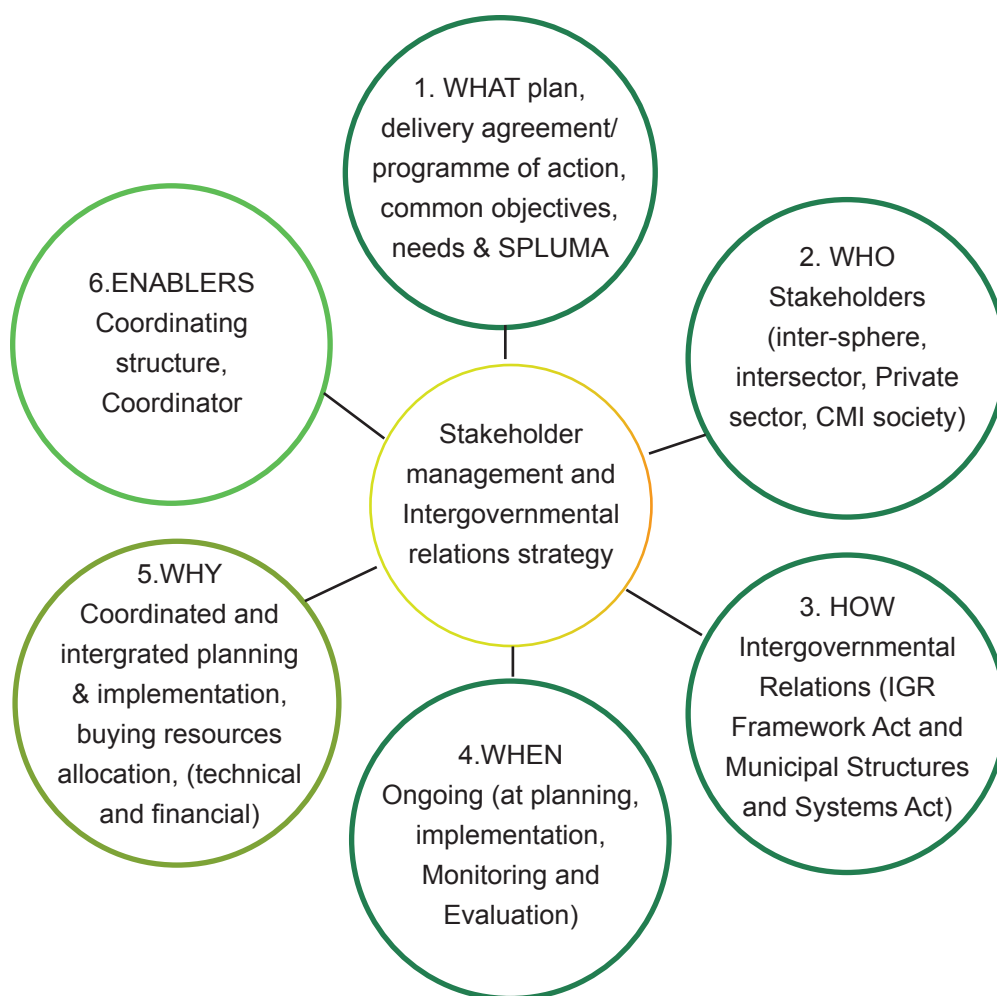 1. WHAT plan,
delivery agreement/
programme of action,
common objectives,
needs & SPLUMA
2. WHO
Stakeholders
(inter-sphere,
intersector, Private
sector, CMI society)
3. HOW
Intergovernmental
Relations (IGR
Framework Act and
Municipal Structures
and Systems Act)
4.WHEN
Ongoing (at planning,
implementation,
Monitoring and
Evaluation)
5.WHY
Coordinated and
intergrated planning
& implementation,
buying resources
allocation, (technical
and financial)
6.ENABLERS
Coordinating
structure,
Coordinator
Stakeholder
management and
Intergovernmental
relations strategy